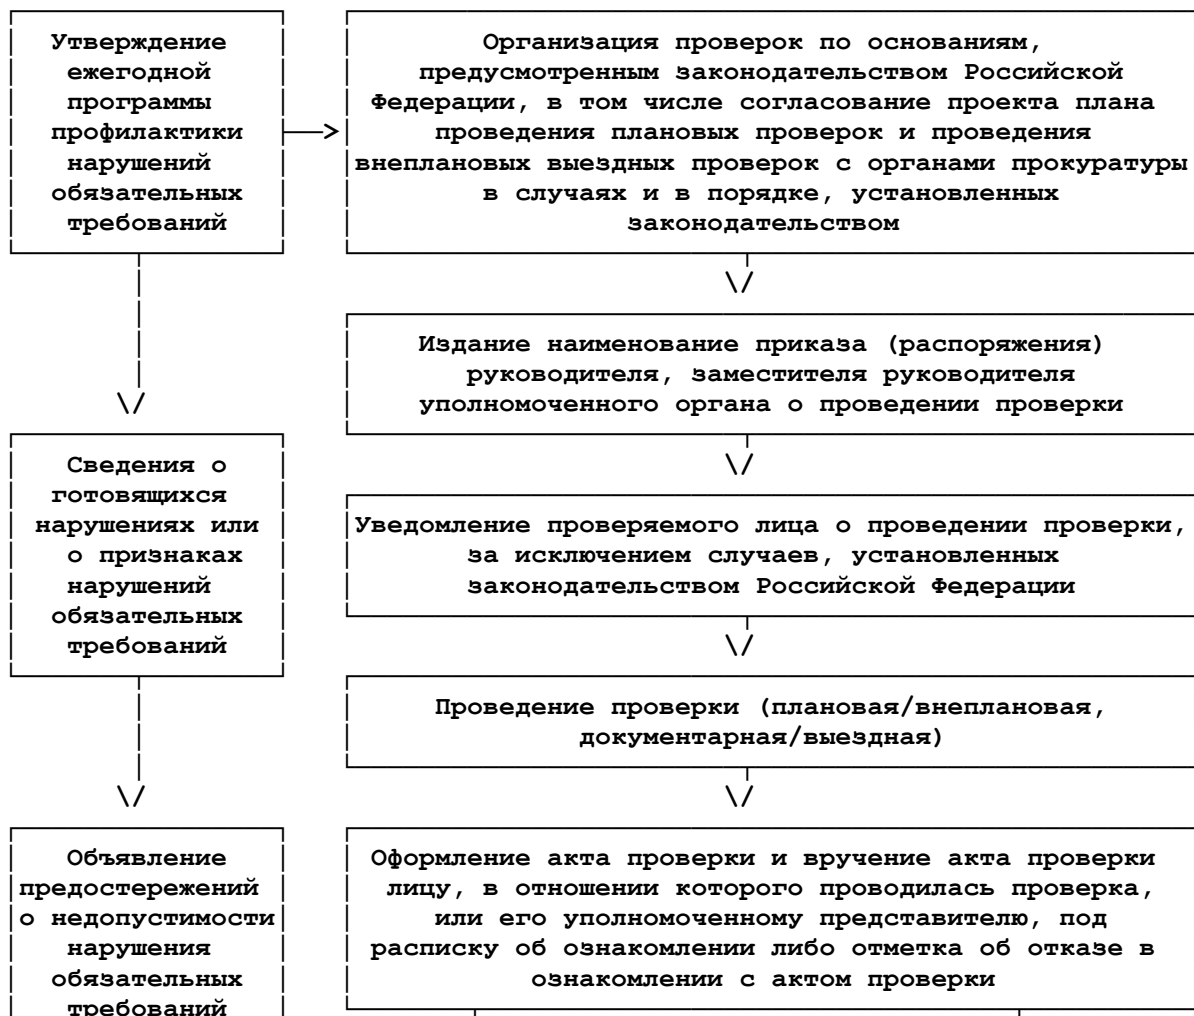 Утверждение
ежегодной
программы
профилактики
нарушений
обязательных
требований
Организация проверок по основаниям,
предусмотренным законодательством Российской
Федерации, в том числе согласование проекта плана
проведения плановых проверок и проведения
внеплановых выездных проверок с органами прокуратуры
в случаях и в порядке, установленных
законодательством
Издание наименование приказа (распоряжения)
руководителя, заместителя руководителя
уполномоченного органа о проведении проверки
Сведения о
готовящихся
нарушениях или
о признаках
нарушений
обязательных
требований
Уведомление проверяемого лица о проведении проверки,
за исключением случаев, установленных
законодательством Российской Федерации
Проведение проверки (плановая/внеплановая,
документарная/выездная)
Объявление
предостережений
о недопустимости
нарушения
обязательных
требований
Оформление акта проверки и вручение акта проверки
лицу, в отношении которого проводилась проверка,
или его уполномоченному представителю, под
расписку об ознакомлении либо отметка об отказе в
ознакомлении с актом проверки